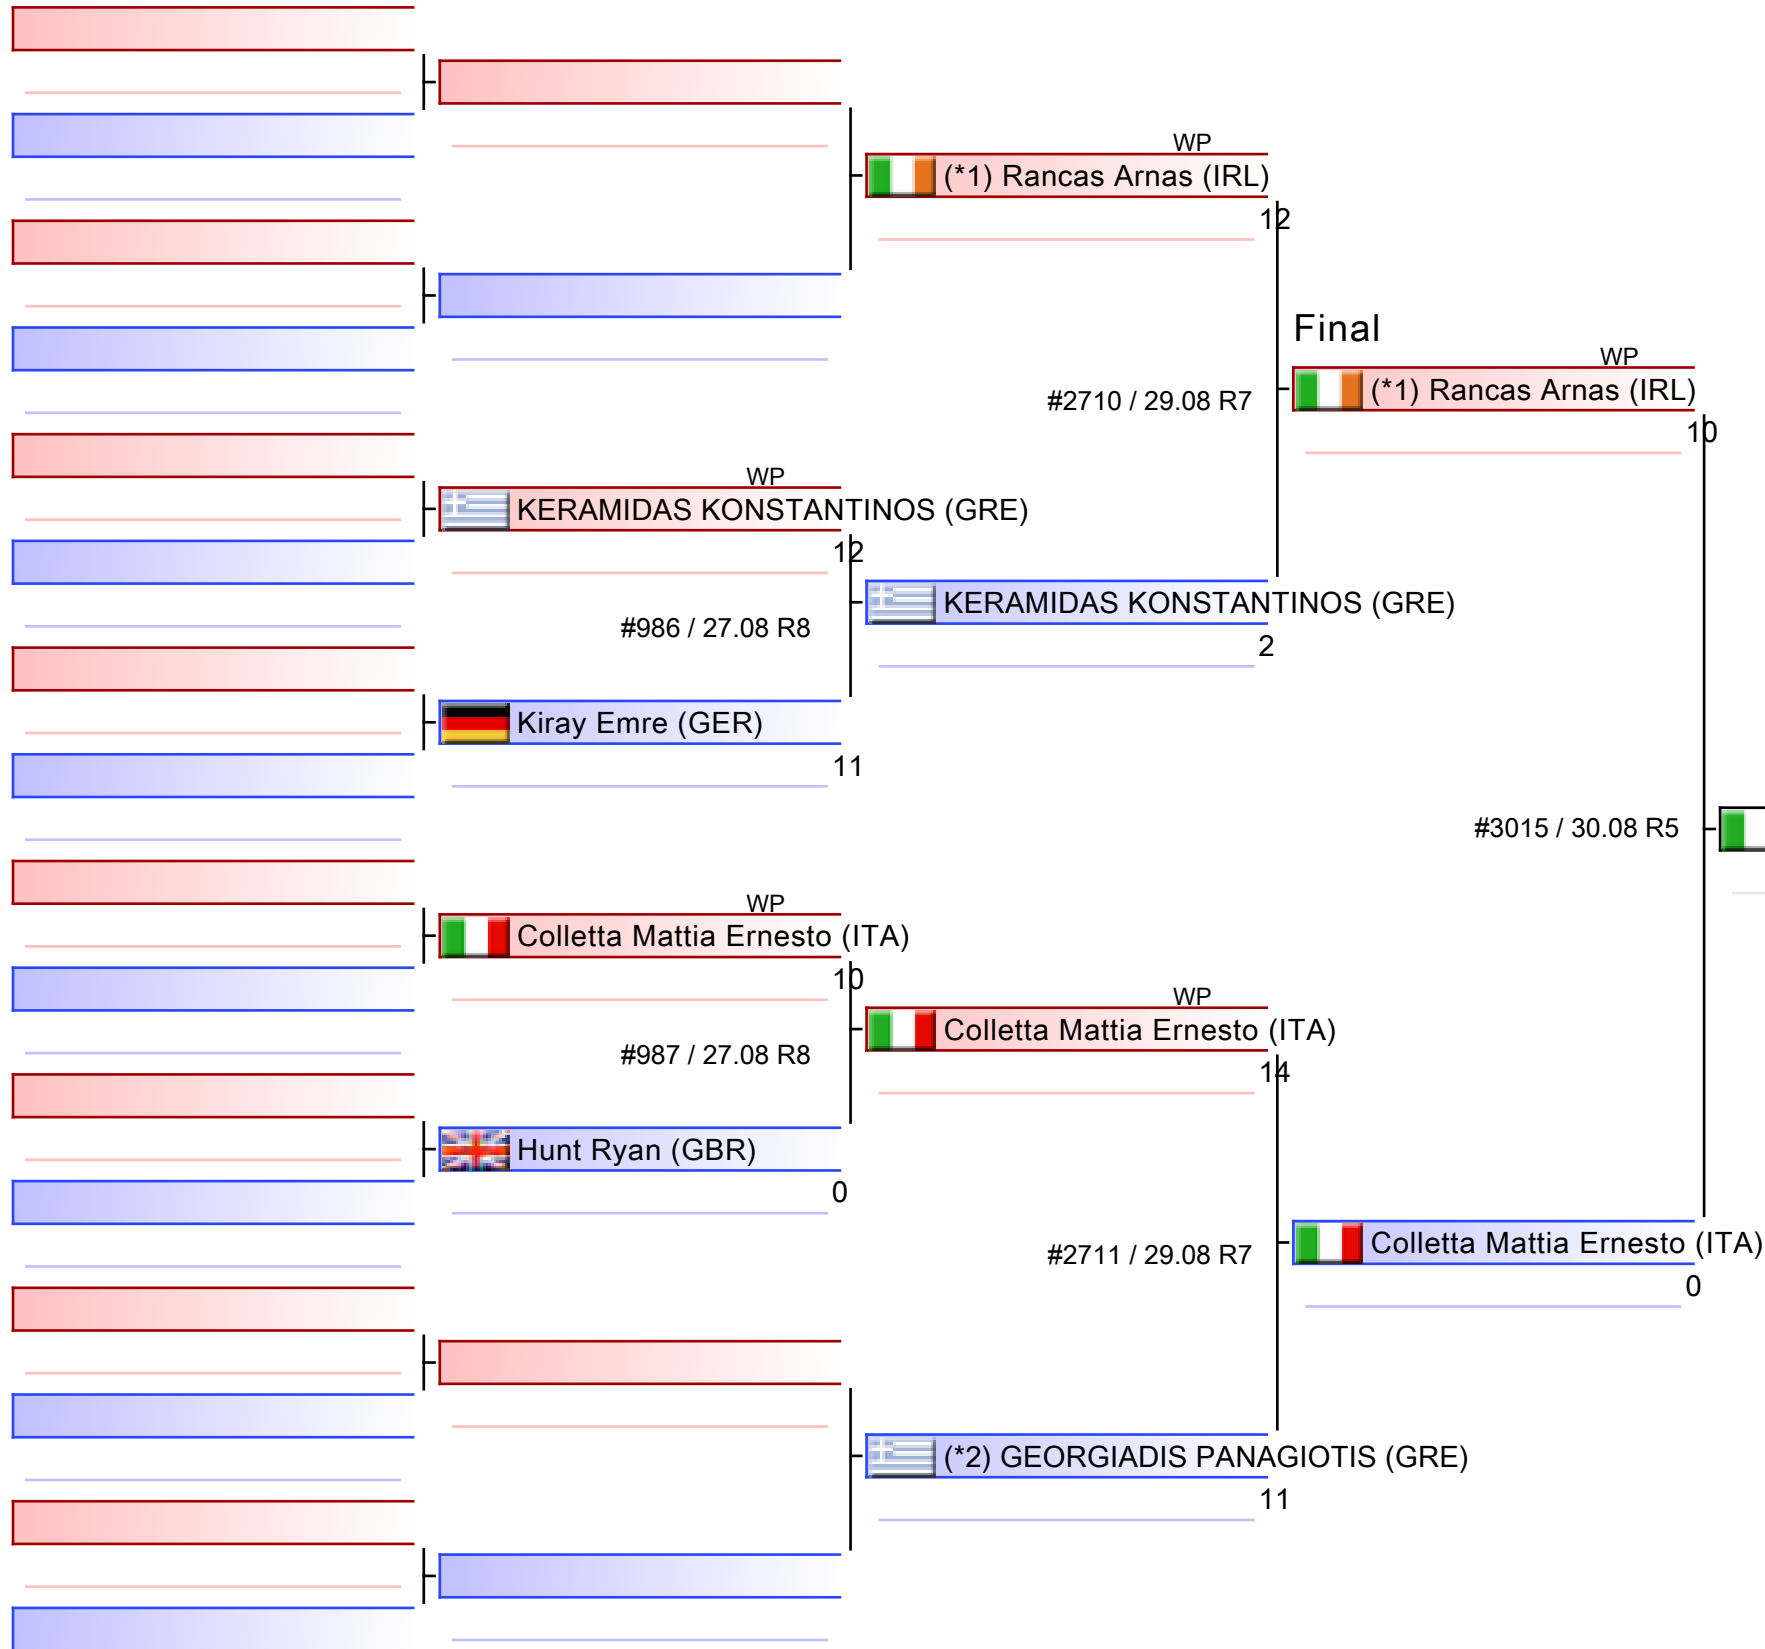 WP
(*1) Rancas Arnas (IRL)
12
Final
WP
(*1) Rancas Arnas (IRL)
#2710 / 29.08 R7
10
WP
KERAMIDAS KONSTANTINOS (GRE)
12
KERAMIDAS KONSTANTINOS (GRE)
#986 / 27.08 R8
2
Kiray Emre (GER)
11
#3015 / 30.08 R5
WP
Colletta Mattia Ernesto (ITA)
10
WP
Colletta Mattia Ernesto (ITA)
#987 / 27.08 R8
14
Hunt Ryan (GBR)
0
#2711 / 29.08 R7
Colletta Mattia Ernesto (ITA)
0
(*2) GEORGIADIS PANAGIOTIS (GRE)
11